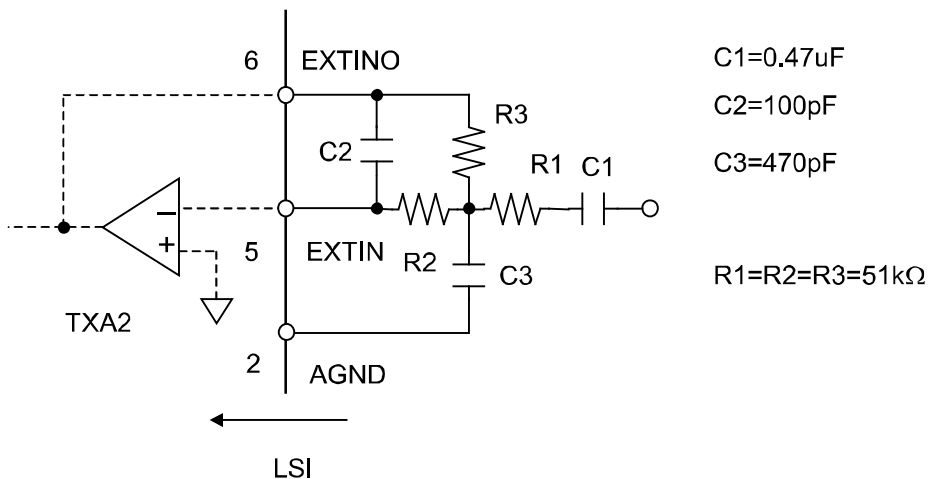 6 EXTINO
C1=0.47uF
C2=100pF
R3
C2
C3=470pF
R1 C1
−
+
5 EXTIN
R2
C3
R1=R2=R3=51kΩ
TXA2
2 AGND
LSI